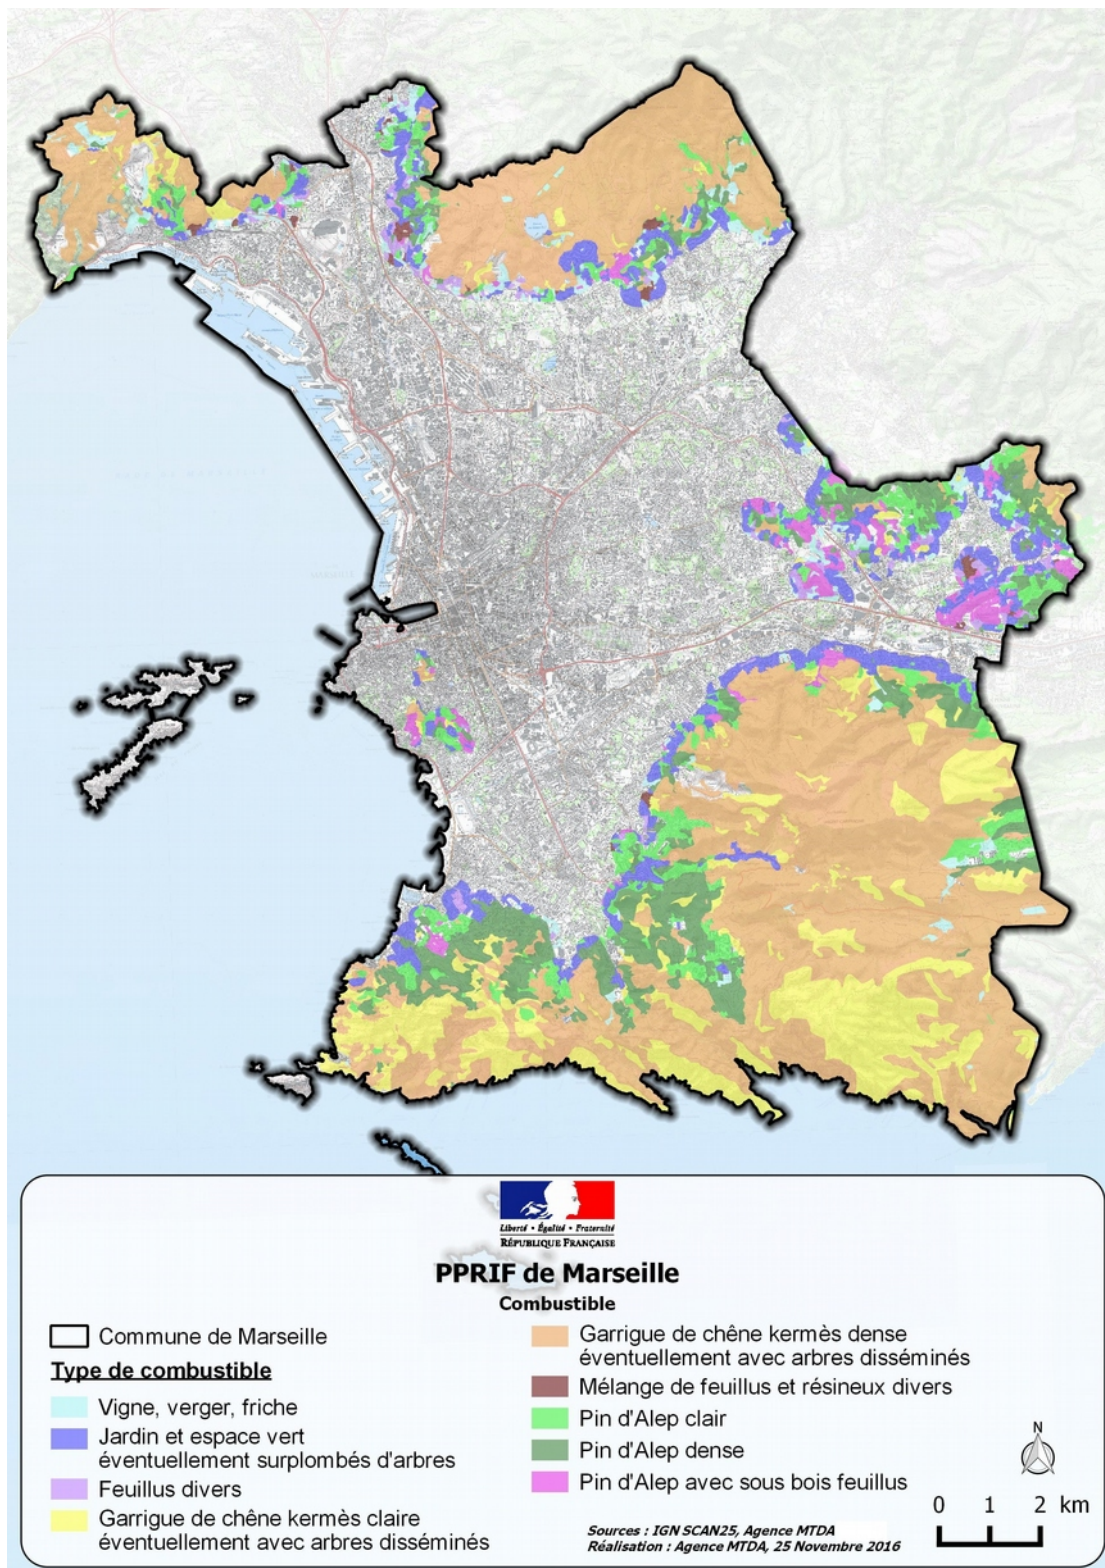 Liberté • Égalité • Fraternité
RÉPUBLIQUE FRANÇAISE
PPRIF de Marseille
Combustible
Commune de Marseille
Type de combustible
Vigne, verger, friche
Jardin et espace vert
éventuellement surplombés d'arbres
Feuillus divers
Garrigue de chêne kermès claire
éventuellement avec arbres disséminés
Garrigue de chêne kermès dense
éventuellement avec arbres disséminés
Mélange de feuillus et résineux divers
Pin d'Alep clair
Pin d'Alep dense
Pin d'Alep avec sous bois feuillus
N
0 1 2 km
Sources : IGN SCAN25, Agence MTDA
Réalisation : Agence MTDA, 25 Novembre 2016